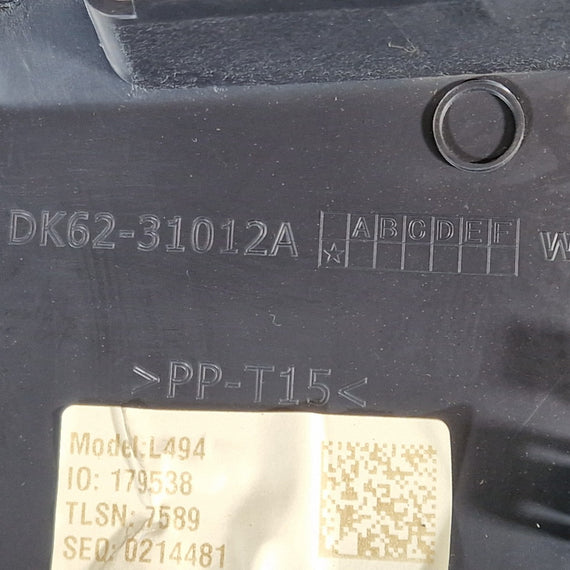 DK62-31012A ABCDEF W
>PP-T15<
Model:L494
IO: 179538
TLSN: 7589
SEQ: 0214481